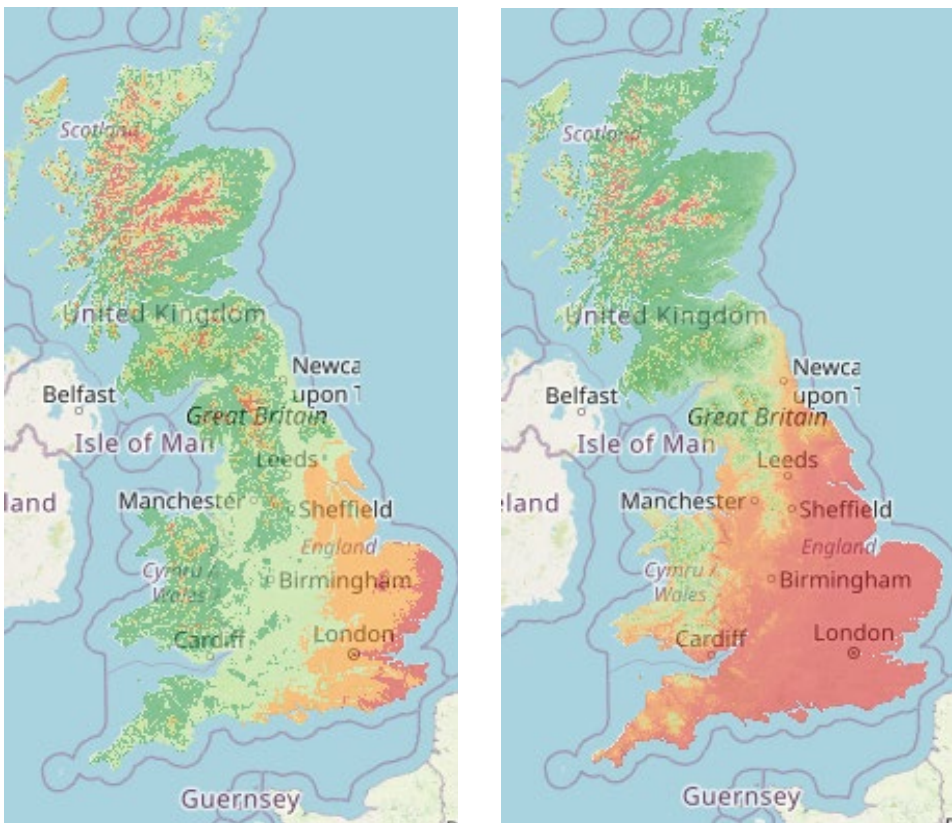 Scotland
United Kingdom
Newca
upon T
Belfast
Great Britain
Isle of Man
Leeds
land
Manchester
Sheffield
England
Cymru /
Wales
Birmingham
Cardiff
London
Guernsey
Scotland
United Kingdom
Newca
upon T
Belfast
Great Britain
Isle of Man
Leeds
eland
Manchester
Sheffield
England
Cymru /
Wales
Birmingham
Cardiff
London
Guernsey